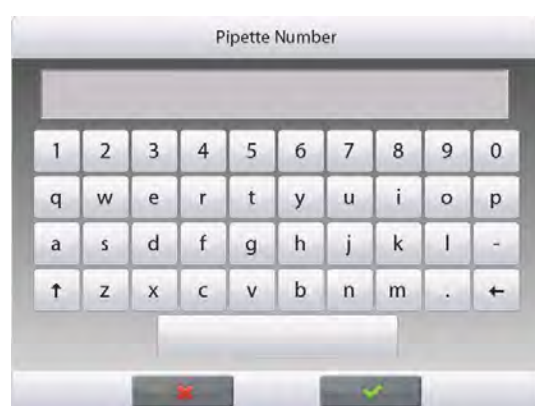 Pipette Number
1 2 3 4 5 6 7 8 9 0
q w e r t y u i o p
a s d f g h j k l -
↑ z x c v b n m . ←